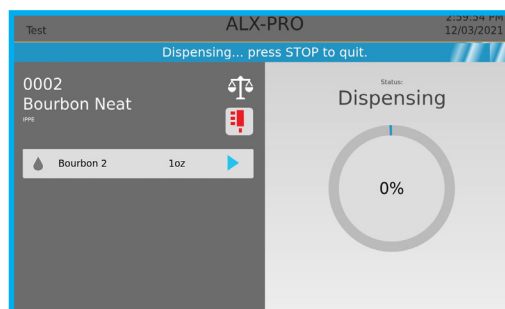 Test
ALX-PRO
2:59:54 PM
12/03/2021
Dispensing... press STOP to quit.
0002
Bourbon Neat
IPPE
Bourbon 2 1oz
Status:
Dispensing
0%